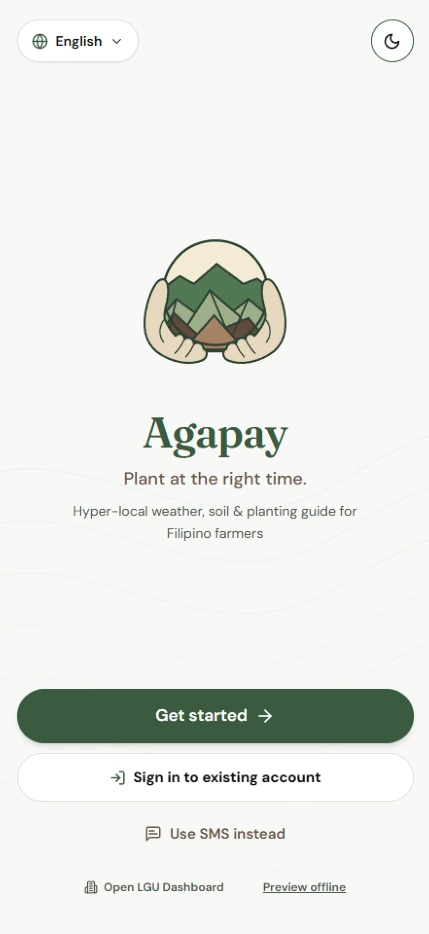 English
Agapay
Plant at the right time.
Hyper-local weather, soil & planting guide for
Filipino farmers
Get started
Sign in to existing account
Use SMS instead
Open LGU Dashboard
Preview offline